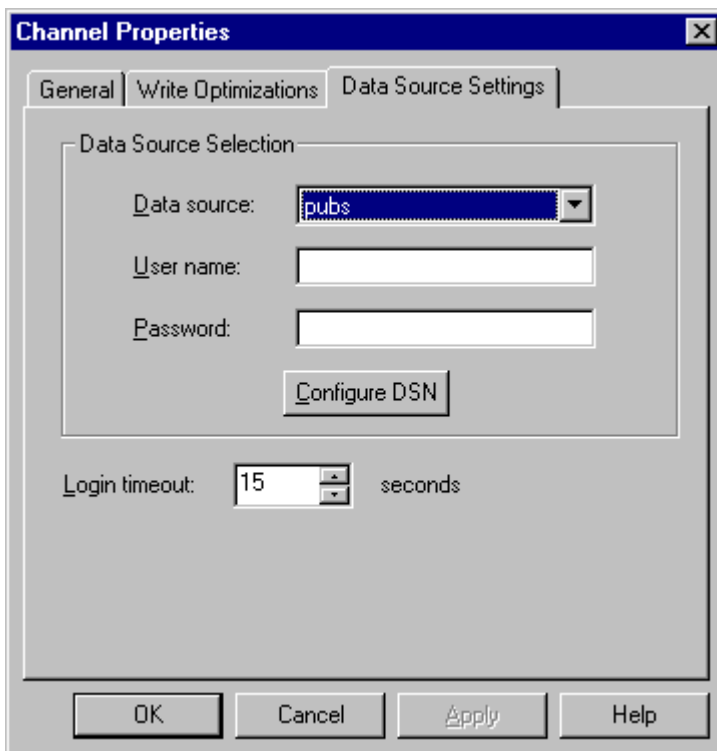 Channel Properties
General Write Optimizations Data Source Settings
Data Source Selection
Data source: pubs
User name:
Password:
Configure DSN
Login timeout: 15 seconds
OK Cancel Apply Help